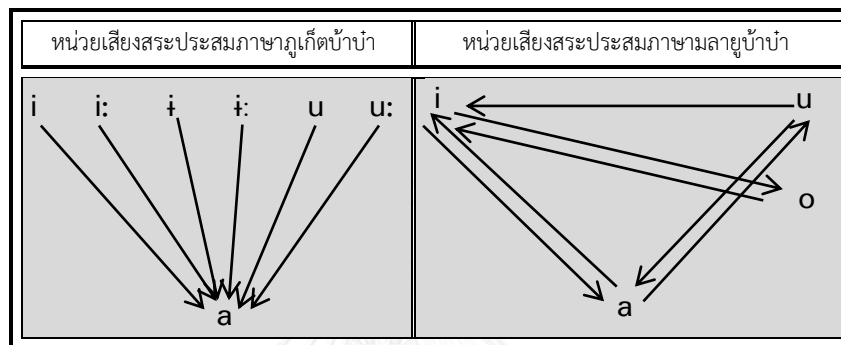 หน่วยเสียงสระประสมภาษาภูเก็ตบ้าบ๋า
หน่วยเสียงสระประสมภาษามลายูบ้าบ๋า
i i: ɨ ɨ: u u:
a
i u
o
a